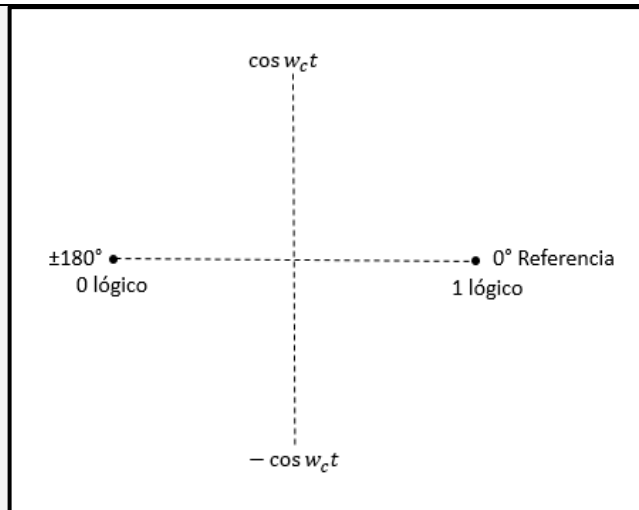 cos w_c t
±180°
0° Referencia
0 lógico
1 lógico
− cos w_c t